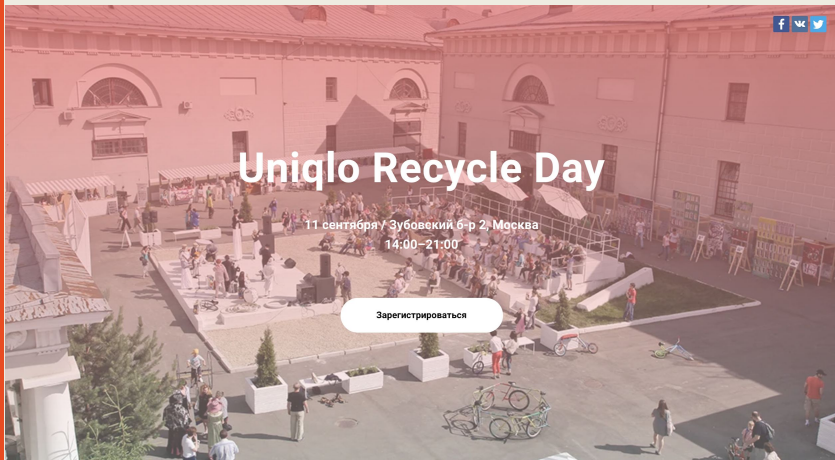 Uniqlo Recycle Day
11 сентября / Зубовский б-р 2, Москва
14:00–21:00
Зарегистрироваться